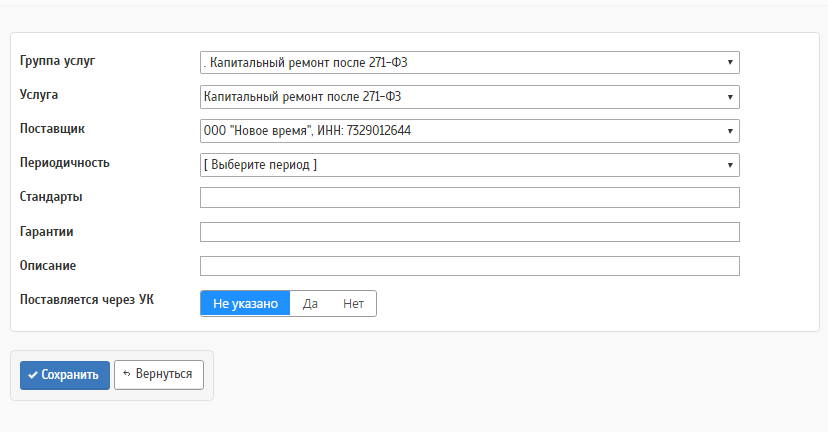 Группа услуг
. Капитальный ремонт после 271-ФЗ
Услуга
Капитальный ремонт после 271-ФЗ
Поставщик
ООО "Новое время", ИНН: 7329012644
Периодичность
[ Выберите период ]
Стандарты
Гарантии
Описание
Поставляется через УК
Не указано Да Нет
Сохранить Вернуться